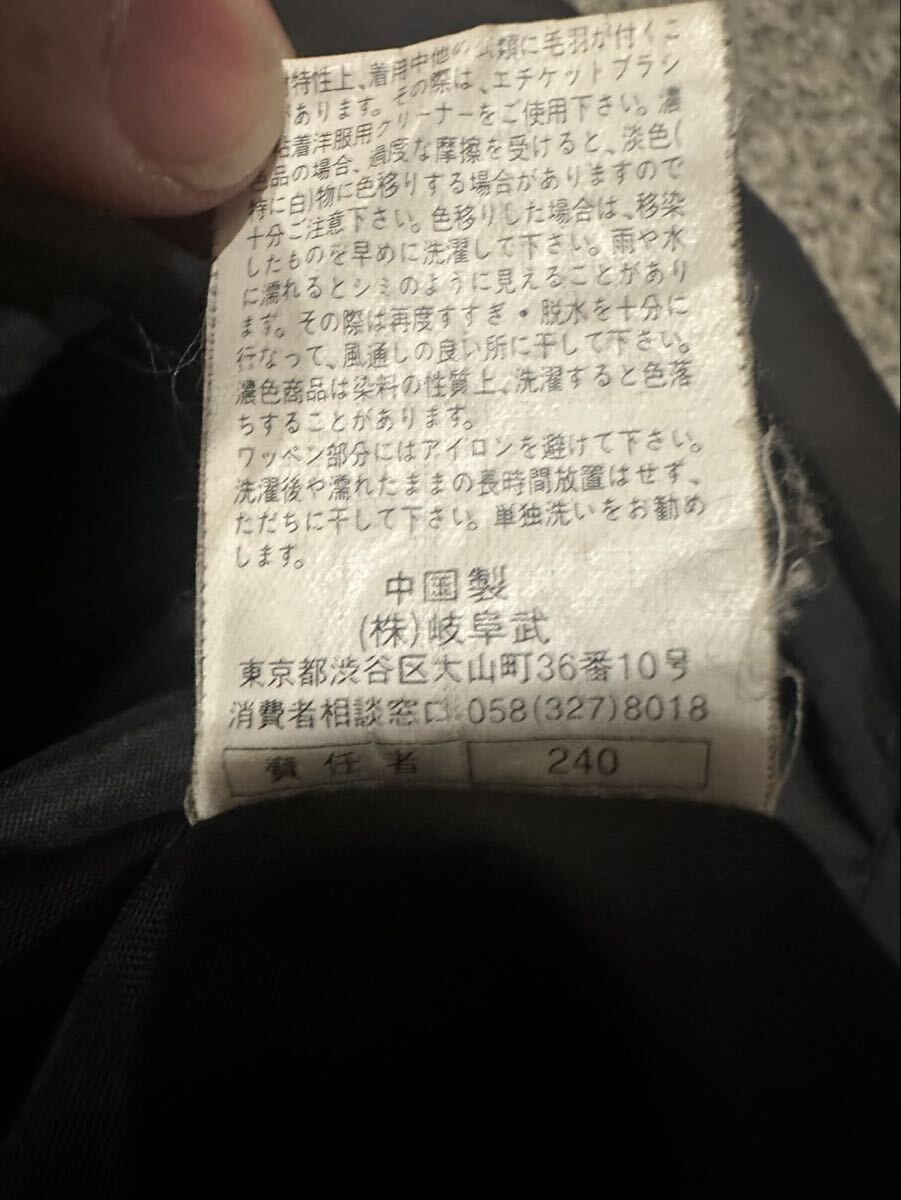 特性上、着用中他の 類に毛羽が付くこ
があります。その際は、エチケットブラシ
粘着洋服用クリーナーをご使用下さい。濃
色品の場合、過度な摩擦を受けると、淡色(
特に白)物に色移りする場合がありますので
十分ご注意下さい。色移りした場合は、移染
したものを早めに洗濯して下さい。雨や水
に濡れるとシミのように見えることがあり
ます。その際は再度すすぎ・脱水を十分に
行なって、風通しの良い所に干して下さい。
濃色商品は染料の性質上、洗濯すると色落
ちすることがあります。
ワッペン部分にはアイロンを避けて下さい。
洗濯後や濡れたままの長時間放置はせず、
ただちに干して下さい。単独洗いをお勧め
します。
中国製
(株)岐阜武
東京都渋谷区大山町36番10号
消費者相談窓口:058(327)8018
責任者 240